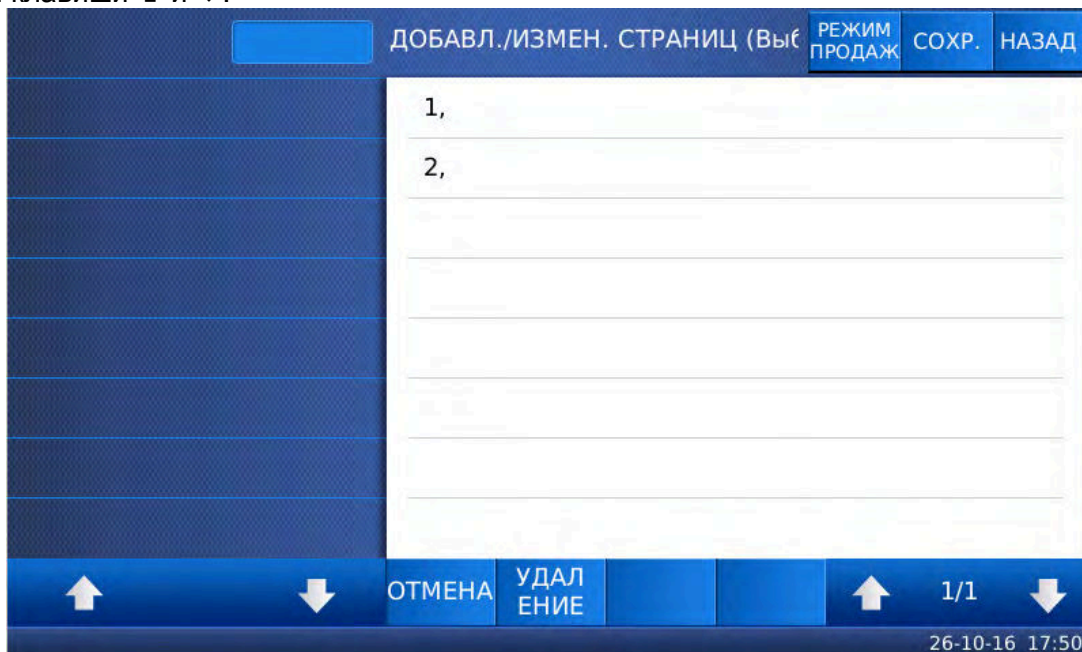 ДОБАВЛ./ИЗМЕН. СТРАНИЦ (Выб
РЕЖИМ
ПРОДАЖ
СОХР.
НАЗАД
1,
2,
ОТМЕНА
УДАЛ
ЕНИЕ
1/1
26-10-16 17:50